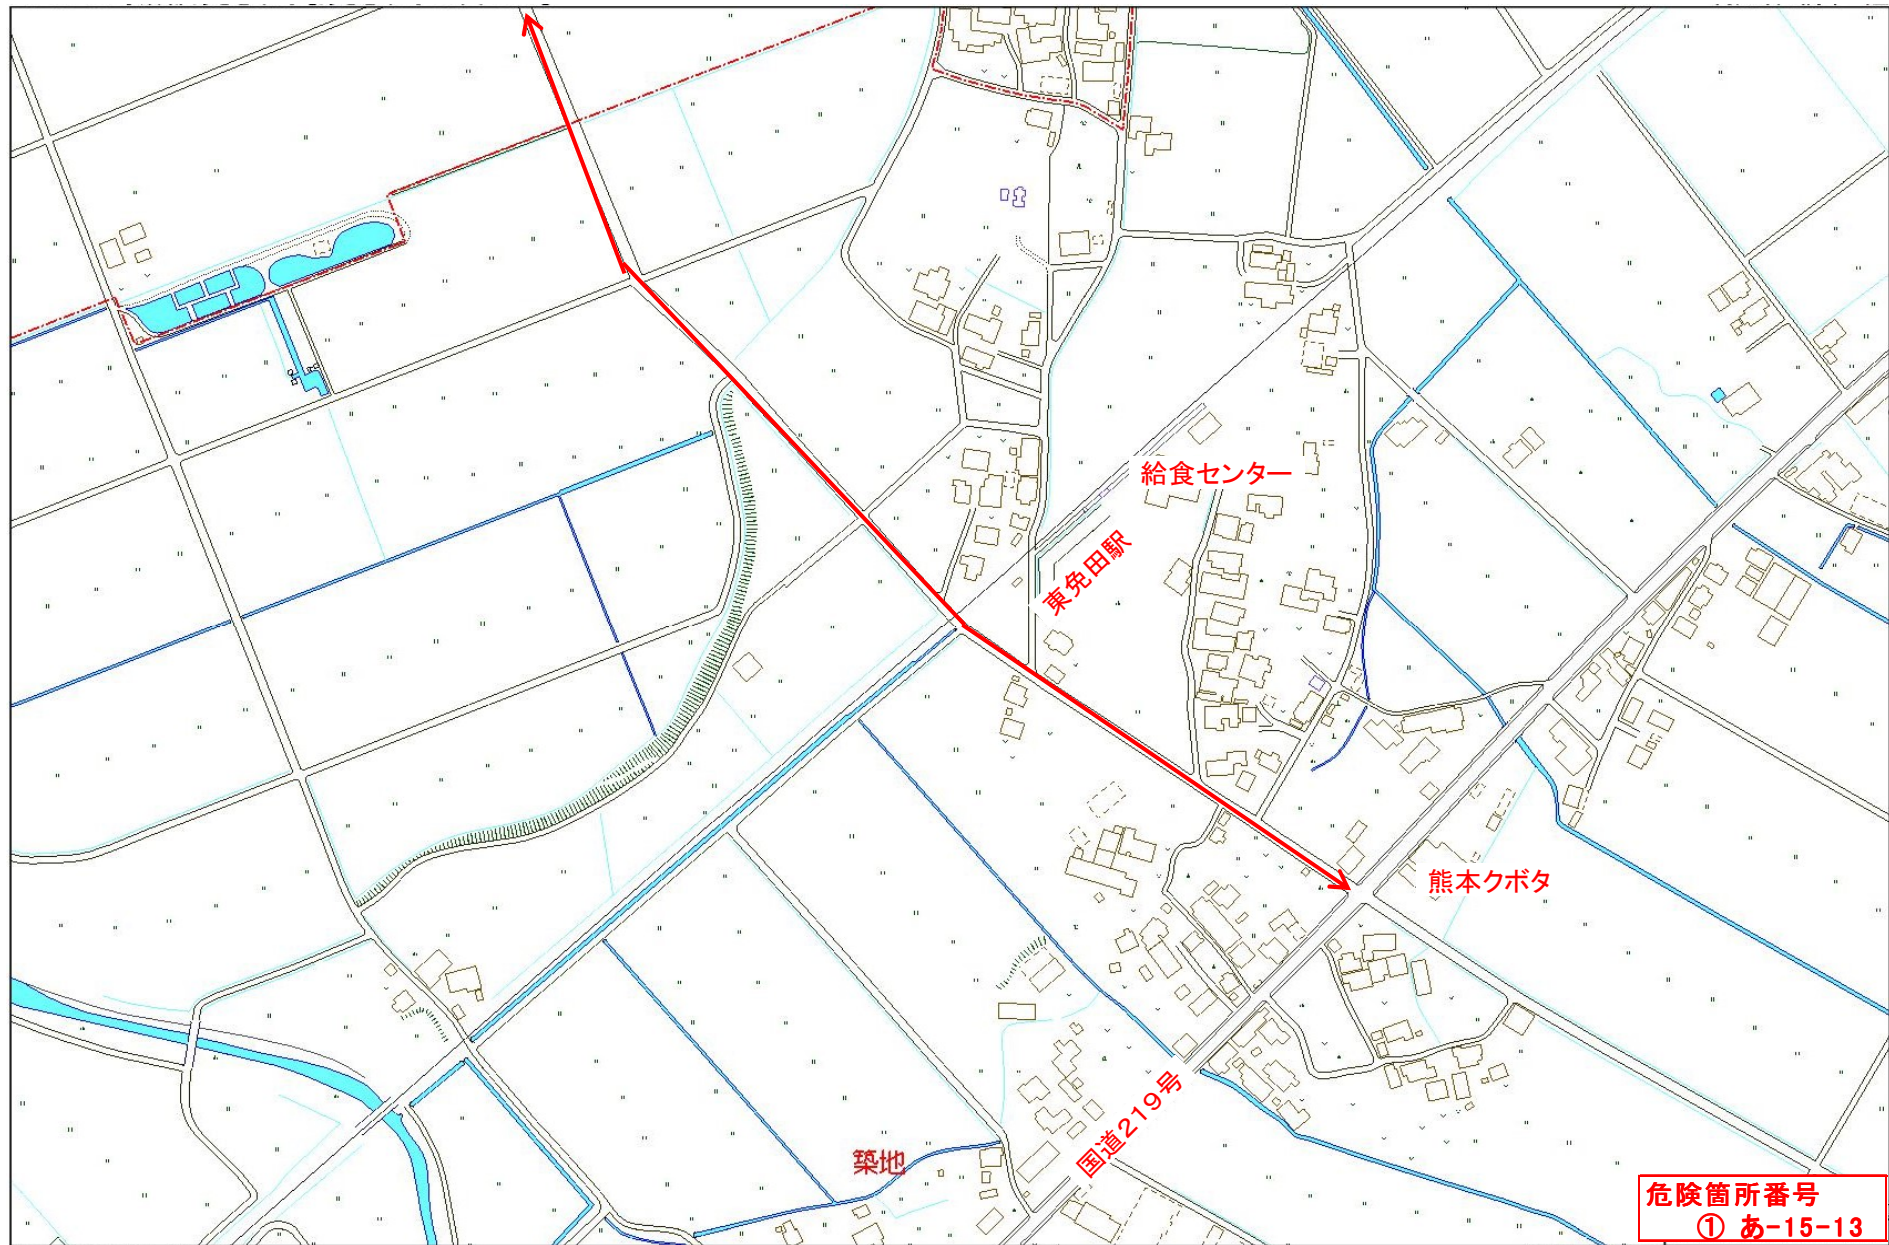 給食センター
東免田駅
熊本クボタ
国道219号
築地
危険箇所番号
① あ-15-13